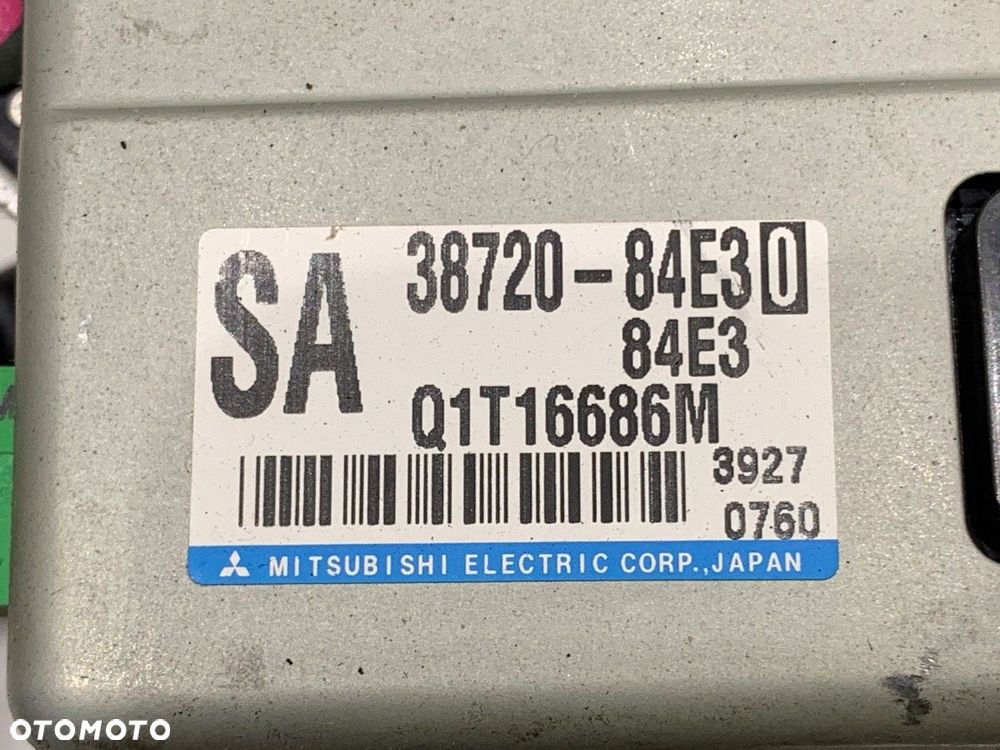 SA
38720-84E30
84E3
Q1T16686M
3927
0760
MITSUBISHI ELECTRIC CORP.,JAPAN
OTOMOTO